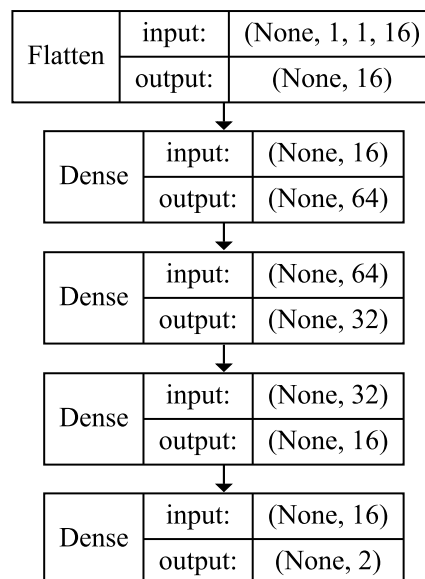 Flatten
input: (None, 1, 1, 16)
output: (None, 16)
Dense
input: (None, 16)
output: (None, 64)
Dense
input: (None, 64)
output: (None, 32)
Dense
input: (None, 32)
output: (None, 16)
Dense
input: (None, 16)
output: (None, 2)